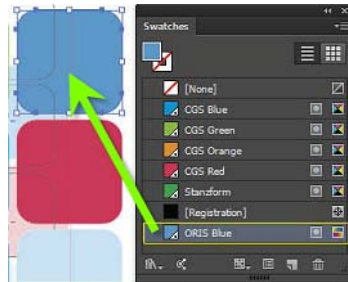 Swatches
[None]
CGS Blue
CGS Green
CGS Orange
CGS Red
Stanzform
[Registration]
ORIS Blue